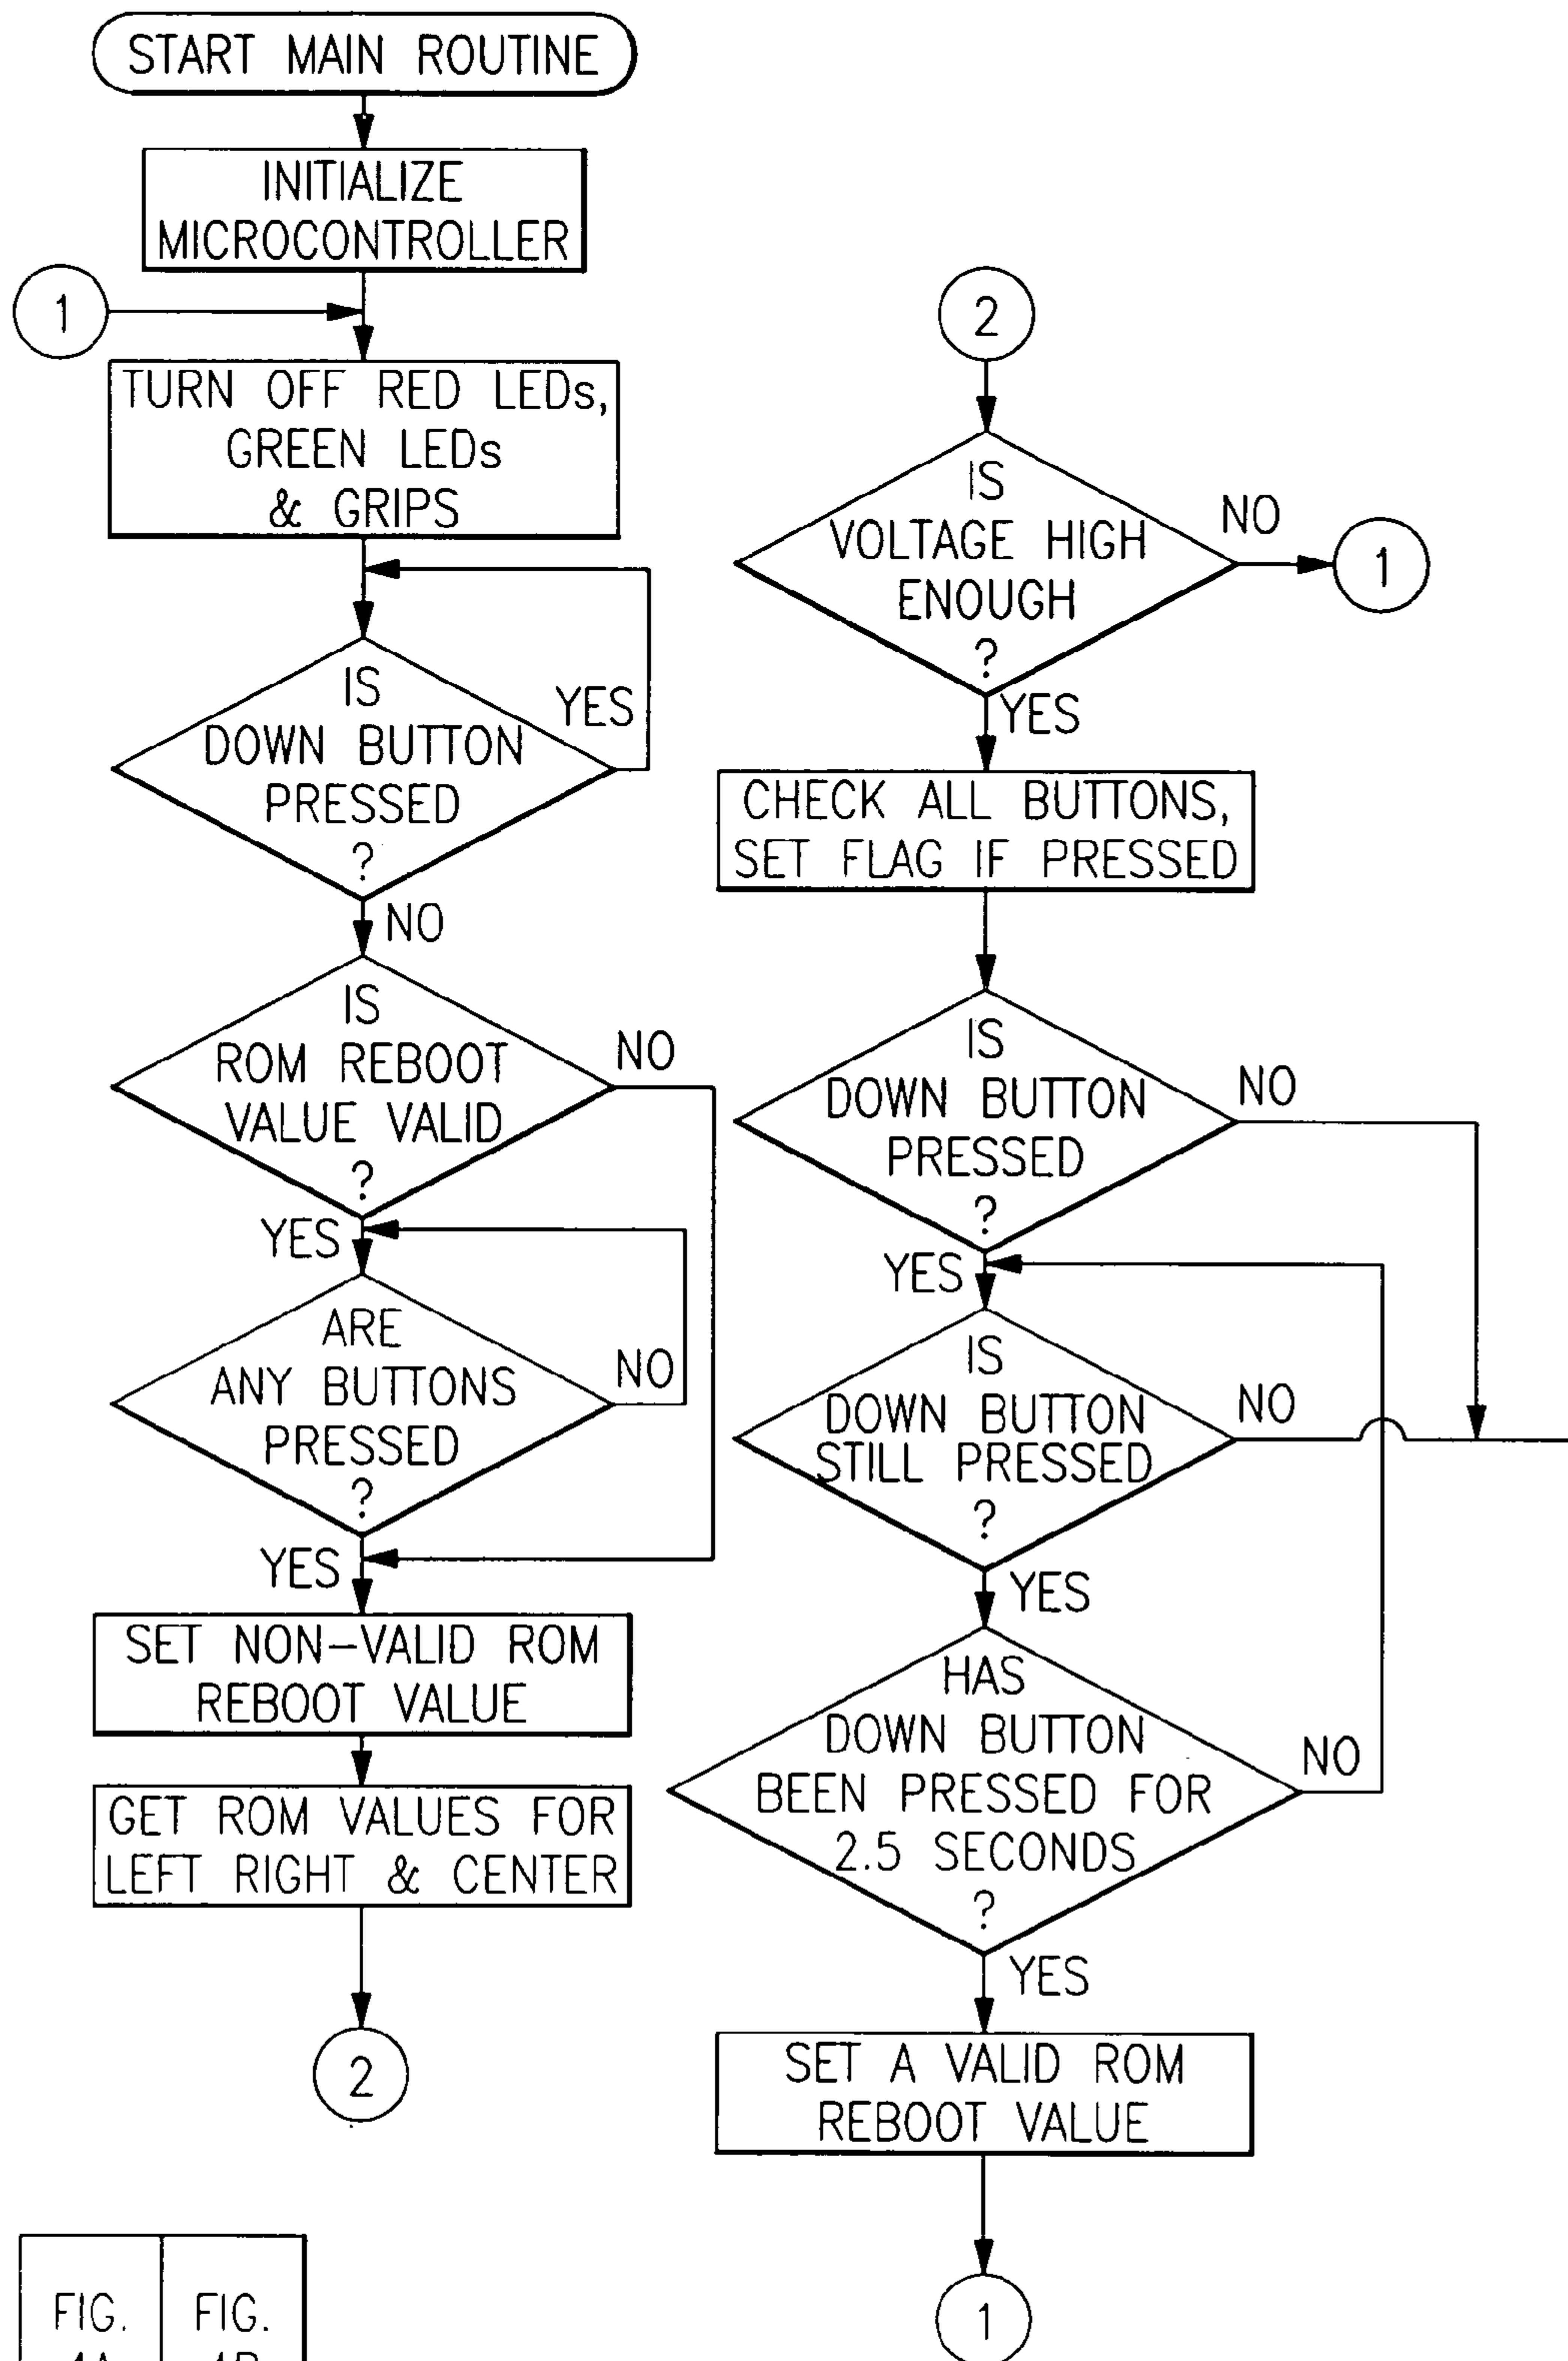 START MAIN ROUTINE
INITIALIZE
MICROCONTROLLER
1
TURN OFF RED LEDs,
GREEN LEDs
& GRIPS
IS
DOWN BUTTON
PRESSED
?
YES
NO
IS
ROM REBOOT
VALUE VALID
?
NO
YES
ARE
ANY BUTTONS
PRESSED
?
NO
YES
SET NON-VALID ROM
REBOOT VALUE
GET ROM VALUES FOR
LEFT RIGHT & CENTER
2
2
IS
VOLTAGE HIGH
ENOUGH
?
NO
1
YES
CHECK ALL BUTTONS,
SET FLAG IF PRESSED
IS
DOWN BUTTON
PRESSED
?
NO
YES
IS
DOWN BUTTON
STILL PRESSED
?
NO
YES
HAS
DOWN BUTTON
BEEN PRESSED FOR
2.5 SECONDS
?
NO
YES
SET A VALID ROM
REBOOT VALUE
1
FIG.
FIG.